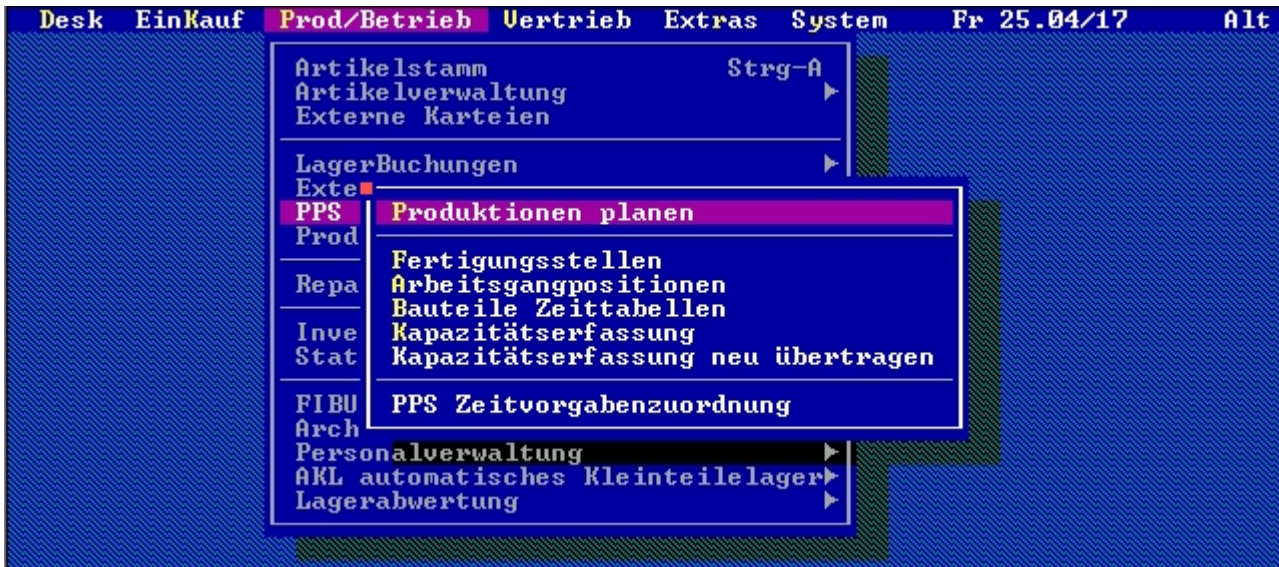 Desk EinKauf Prod/Betrieb Vertrieb Extras System Fr 25.04/17 Alt
Artikelstamm Strg-A
Artikelverwaltung
Externe Karteien
LagerBuchungen
Exte
PPS
Prod
Repa
Inve
Stat
FIBU
Arch
Personalverwaltung
AKL automatisches Kleinteilelager
Lagerabwertung
Produktionen planen
Fertigungsstellen
Arbeitsgangpositionen
Bauteile Zeittabellen
Kapazitätserfassung
Kapazitätserfassung neu übertragen
PPS Zeitvorgabenzuordnung